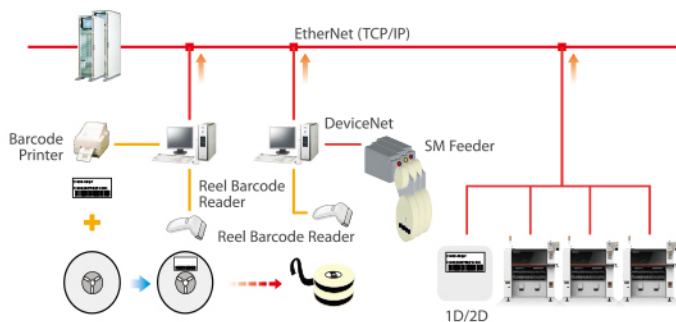 EtherNet (TCP/IP)
DeviceNet
Barcode
Printer
SM Feeder
Reel Barcode
Reader
Reel Barcode Reader
1D/2D